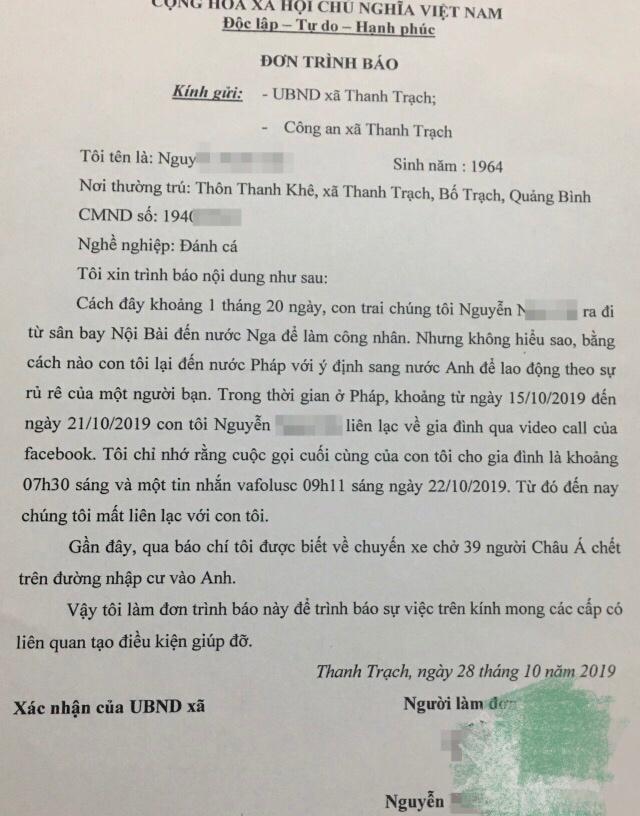 CỘNG HÒA XÃ HỘI CHỦ NGHĨA VIỆT NAM
Độc lập – Tự do – Hạnh phúc
ĐƠN TRÌNH BÁO
Kính gửi: - UBND xã Thanh Trạch;
- Công an xã Thanh Trạch
Tôi tên là: Nguy Sinh năm : 1964
Nơi thường trú: Thôn Thanh Khê, xã Thanh Trạch, Bố Trạch, Quảng Bình
CMND số: 1940
Nghề nghiệp: Đánh cá
Tôi xin trình báo nội dung như sau:
Cách đây khoảng 1 tháng 20 ngày, con trai chúng tôi Nguyễn N ra đi
từ sân bay Nội Bài đến nước Nga để làm công nhân. Nhưng không hiểu sao, bằng
cách nào con tôi lại đến nước Pháp với ý định sang nước Anh để lao động theo sự
rủ rê của một người bạn. Trong thời gian ở Pháp, khoảng từ ngày 15/10/2019 đến
ngày 21/10/2019 con tôi Nguyễn liên lạc về gia đình qua video call của
facebook. Tôi chỉ nhớ rằng cuộc gọi cuối cùng của con tôi cho gia đình là khoảng
07h30 sáng và một tin nhắn vafolusc 09h11 sáng ngày 22/10/2019. Từ đó đến nay
chúng tôi mất liên lạc với con tôi.
Gần đây, qua báo chí tôi được biết về chuyến xe chở 39 người Châu Á chết
trên đường nhập cư vào Anh.
Vậy tôi làm đơn trình báo này để trình báo sự việc trên kính mong các cấp có
liên quan tạo điều kiện giúp đỡ.
Thanh Trạch, ngày 28 tháng 10 năm 2019
Xác nhận của UBND xã Người làm đơn
Nguyễn